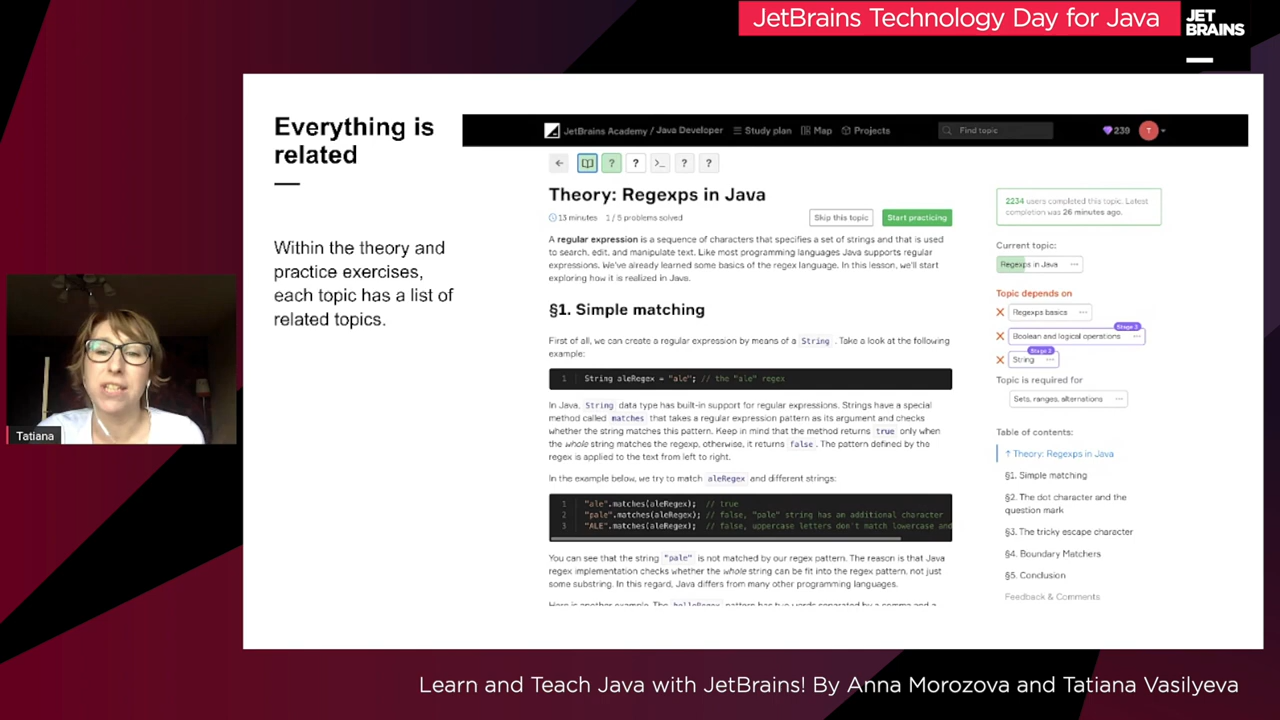 JetBrains Technology Day for Java
JET
BRAINS
Everything is
related
Within the theory and
practice exercises,
each topic has a list of
related topics.
JetBrains Academy / Java Developer
Study plan
Map
Projects
Find topic
239
T
?
?
>_
?
?
Theory: Regexps in Java
13 minutes 1 / 5 problems solved
Skip this topic
Start practicing
A regular expression is a sequence of characters that specifies a set of strings and that is used
to search, edit, and manipulate text. Like most programming languages Java supports regular
expressions. We've already learned some basics of the regex language. In this lesson, we'll start
exploring how it is realized in Java.
§1. Simple matching
First of all, we can create a regular expression by means of a String . Take a look at the following
example:
1 String aleRegex = "ale"; // the "ale" regex
In Java, String data type has built-in support for regular expressions. Strings have a special
method called matches that takes a regular expression pattern as its argument and checks
whether the string matches this pattern. Keep in mind that the method returns true only when
the whole string matches the regexp, otherwise, it returns false . The pattern defined by the
regex is applied to the text from left to right.
In the example below, we try to match aleRegex and different strings:
1 "ale".matches(aleRegex); // true
2 "pale".matches(aleRegex); // false, "pale" string has an additional character
3 "ALE".matches(aleRegex); // false, uppercase letters don't match lowercase and
You can see that the string "pale" is not matched by our regex pattern. The reason is that Java
regex implementation checks whether the whole string can be fit into the regex pattern, not just
some substring. In this regard, Java differs from many other programming languages.
2234 users completed this topic. Latest
completion was 26 minutes ago.
Current topic:
Regexps in Java
Topic depends on
Regexps basics
Stage 3
Boolean and logical operations
Stage 3
String
Topic is required for
Sets, ranges, alternations
Table of contents:
↑ Theory: Regexps in Java
§1. Simple matching
§2. The dot character and the
question mark
§3. The tricky escape character
§4. Boundary Matchers
§5. Conclusion
Feedback & Comments
Tatiana
Learn and Teach Java with JetBrains! By Anna Morozova and Tatiana Vasilyeva